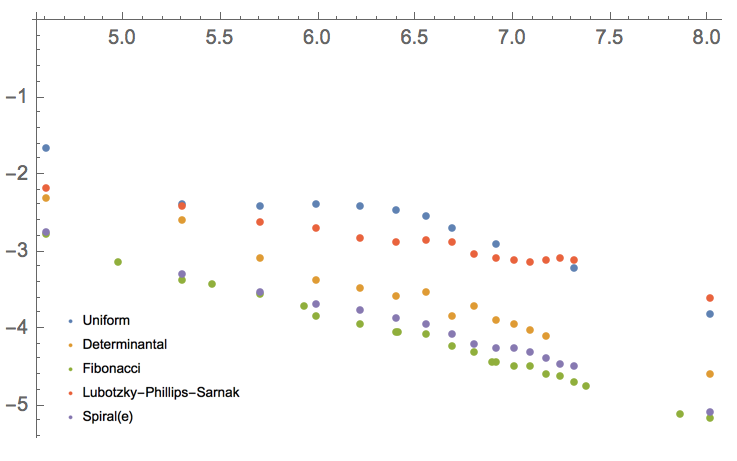 5.0 5.5 6.0 6.5 7.0 7.5 8.0
−1
−2
−3
−4
−5
Uniform
Determinantal
Fibonacci
Lubotzky−Phillips−Sarnak
Spiral(e)